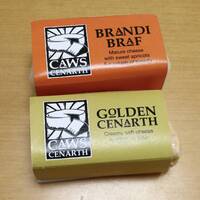 CAWS
CENARTH
BRANDI
BRAF
Mature cheese
with sweet apricots
CAWS
CENARTH
GOLDEN
CENARTH
Creamy soft cheese